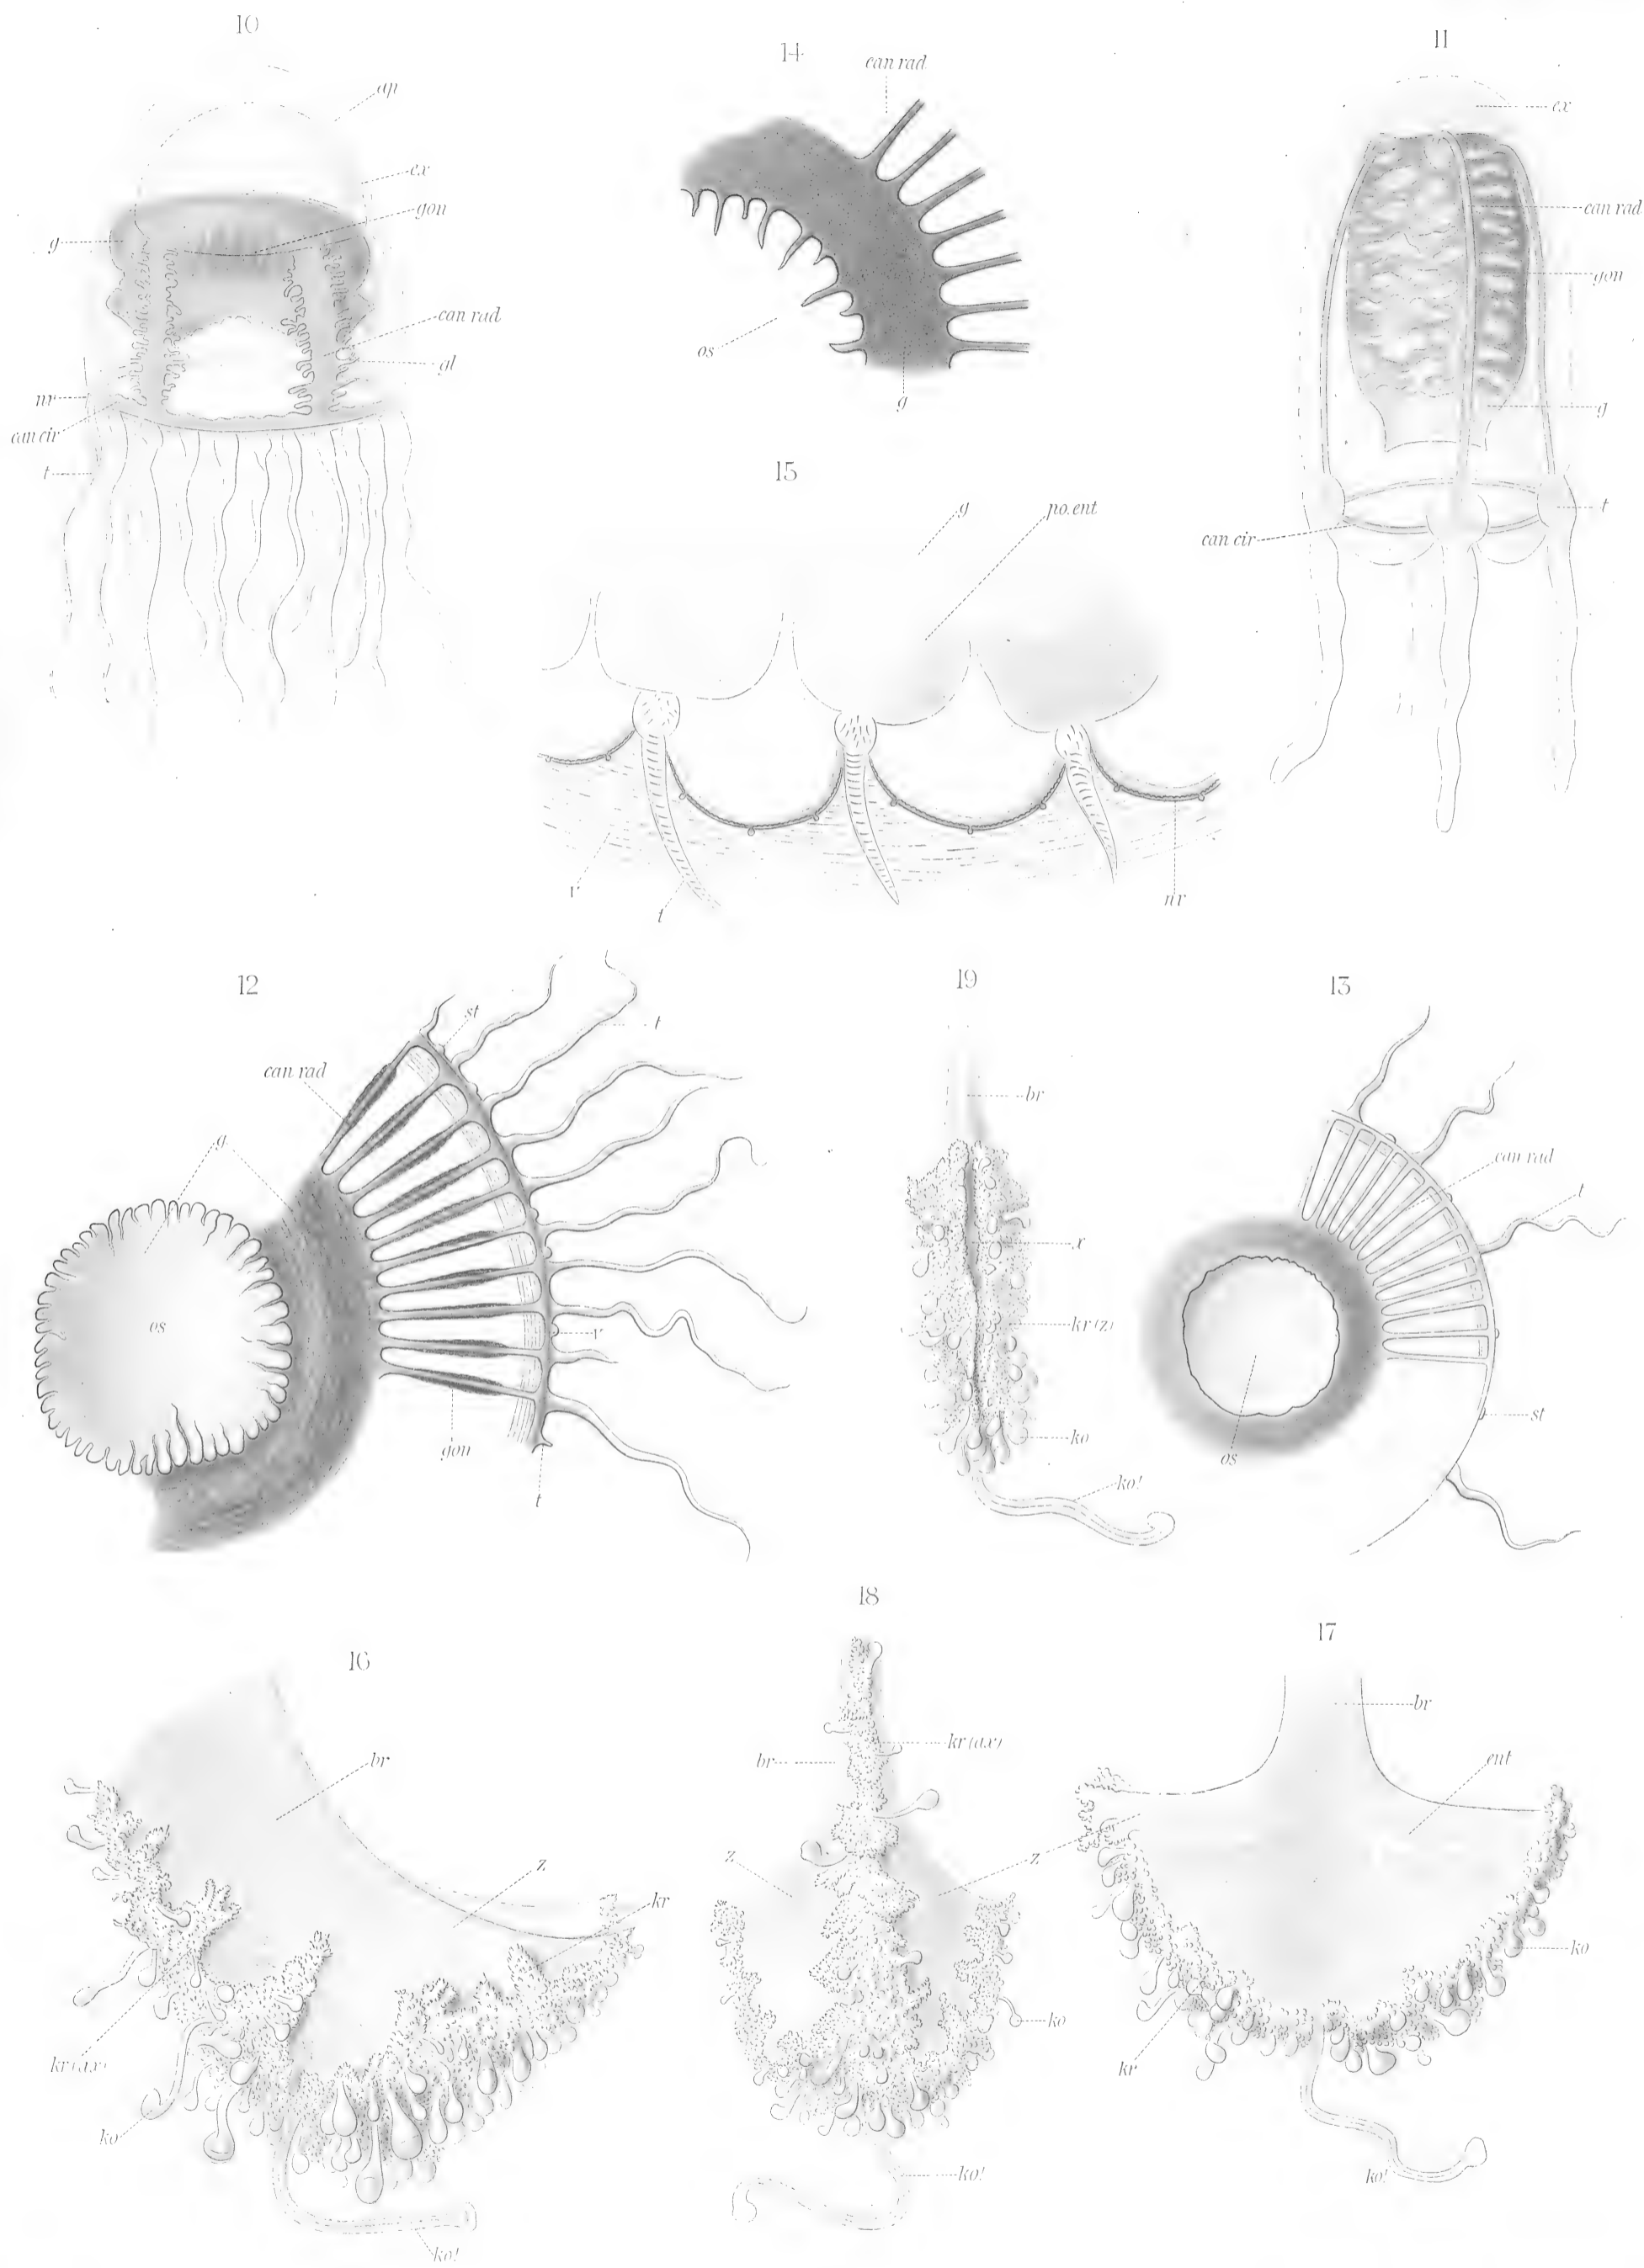 10
ap
ex
gon
g
can rad
gl
nr
can cir
t
14
can rad
os
g
11
ex
can rad
gon
g
t
can cir
15
g
po.ent
v
t
nr
12
st
t
can rad
g
os
v
gon
t
19
br
x
kr (z)
ko
ko!
13
can rad
t
st
os
16
br
z
kr
kr (ax)
ko
ko!
18
kr (ax)
br
z
z
ko
ko!
17
br
ent
ko
kr
ko!